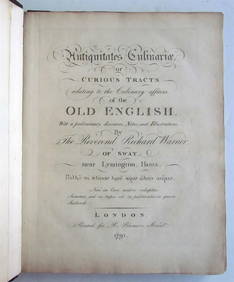 Antiquitates Culinariæ,
or
CURIOUS TRACTS
relating to the Culinary affairs
of the
OLD ENGLISH,
With a preliminary discourse, Notes and Illustrations,
By
The Reverend Richard Warner
OF SWAY,
near Lymington, Hants.
LONDON
Printed for R. Blamire, Strand.
1791